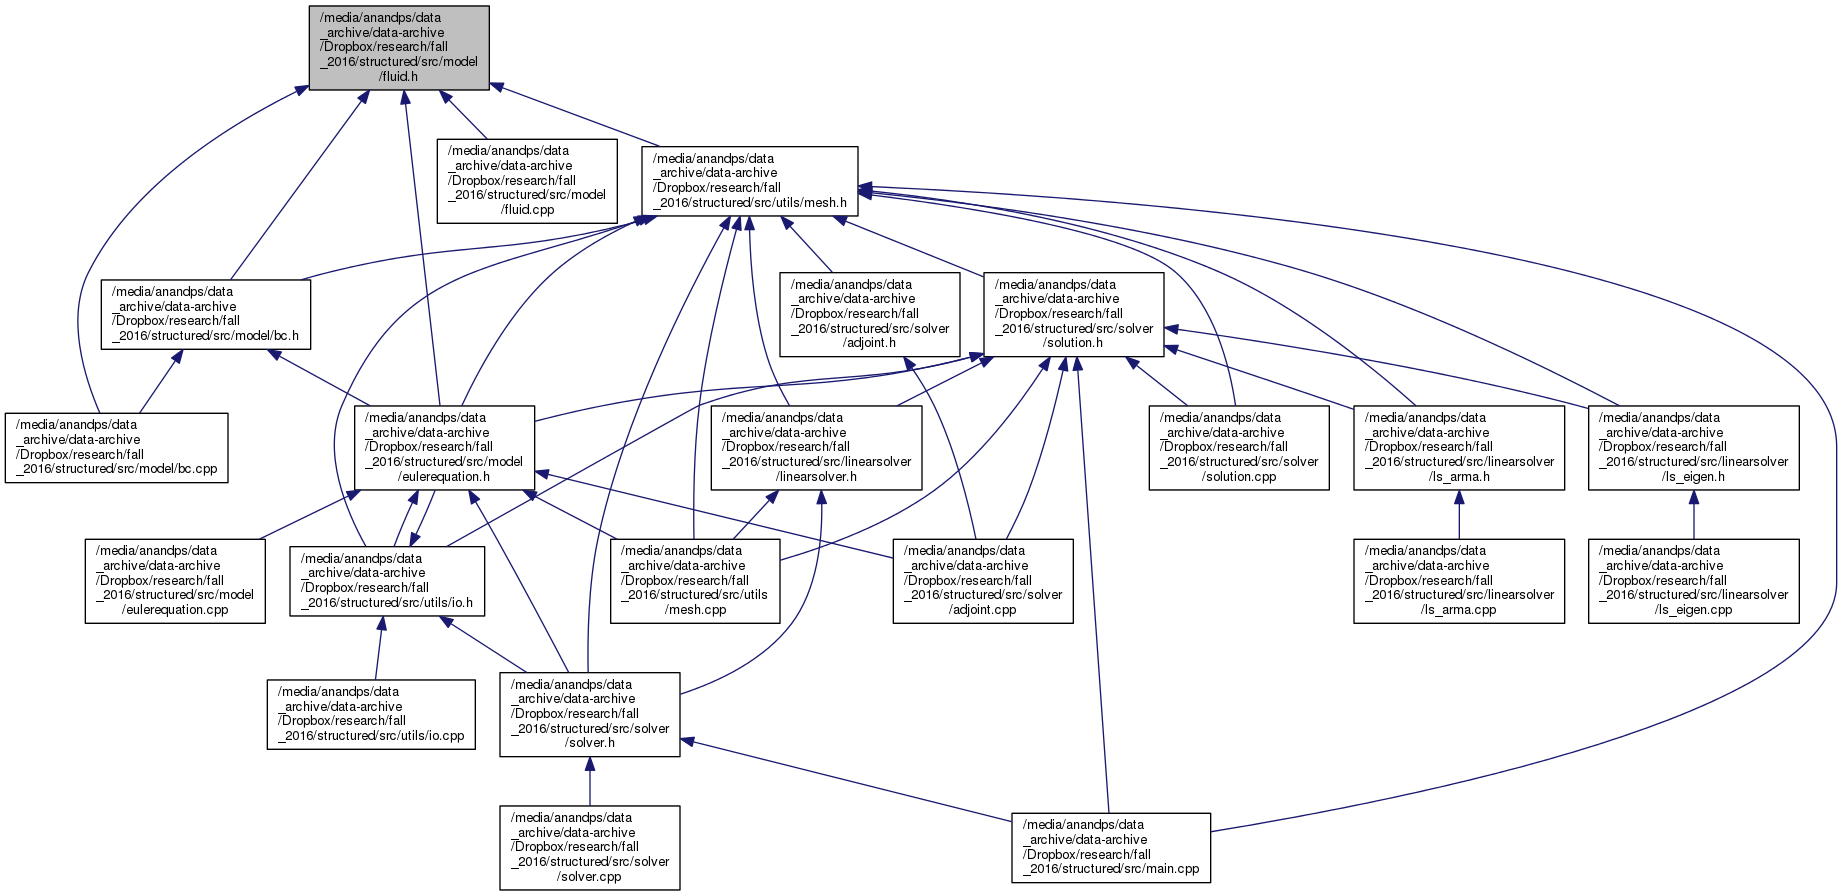 /media/anandps/data
_archive/data-archive
/Dropbox/research/fall
_2016/structured/src/model
/fluid.h
/media/anandps/data
_archive/data-archive
/Dropbox/research/fall
_2016/structured/src/model
/fluid.cpp
/media/anandps/data
_archive/data-archive
/Dropbox/research/fall
_2016/structured/src/utils/mesh.h
/media/anandps/data
_archive/data-archive
/Dropbox/research/fall
_2016/structured/src/model/bc.h
/media/anandps/data
_archive/data-archive
/Dropbox/research/fall
_2016/structured/src/solver
/adjoint.h
/media/anandps/data
_archive/data-archive
/Dropbox/research/fall
_2016/structured/src/solver
/solution.h
/media/anandps/data
_archive/data-archive
/Dropbox/research/fall
_2016/structured/src/model/bc.cpp
/media/anandps/data
_archive/data-archive
/Dropbox/research/fall
_2016/structured/src/model
/eulerequation.h
/media/anandps/data
_archive/data-archive
/Dropbox/research/fall
_2016/structured/src/linearsolver
/linearsolver.h
/media/anandps/data
_archive/data-archive
/Dropbox/research/fall
_2016/structured/src/solver
/solution.cpp
/media/anandps/data
_archive/data-archive
/Dropbox/research/fall
_2016/structured/src/linearsolver
/ls_arma.h
/media/anandps/data
_archive/data-archive
/Dropbox/research/fall
_2016/structured/src/linearsolver
/ls_eigen.h
/media/anandps/data
_archive/data-archive
/Dropbox/research/fall
_2016/structured/src/model
/eulerequation.cpp
/media/anandps/data
_archive/data-archive
/Dropbox/research/fall
_2016/structured/src/utils/io.h
/media/anandps/data
_archive/data-archive
/Dropbox/research/fall
_2016/structured/src/utils
/mesh.cpp
/media/anandps/data
_archive/data-archive
/Dropbox/research/fall
_2016/structured/src/solver
/adjoint.cpp
/media/anandps/data
_archive/data-archive
/Dropbox/research/fall
_2016/structured/src/linearsolver
/ls_arma.cpp
/media/anandps/data
_archive/data-archive
/Dropbox/research/fall
_2016/structured/src/linearsolver
/ls_eigen.cpp
/media/anandps/data
_archive/data-archive
/Dropbox/research/fall
_2016/structured/src/utils/io.cpp
/media/anandps/data
_archive/data-archive
/Dropbox/research/fall
_2016/structured/src/solver
/solver.h
/media/anandps/data
_archive/data-archive
/Dropbox/research/fall
_2016/structured/src/solver
/solver.cpp
/media/anandps/data
_archive/data-archive
/Dropbox/research/fall
_2016/structured/src/main.cpp